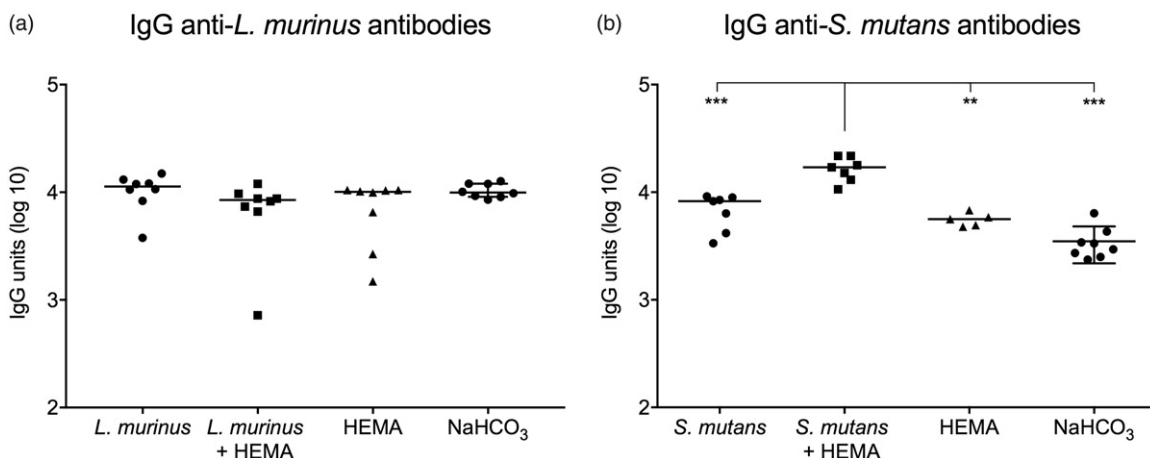 (a)
IgG anti-L. murinus antibodies
5
4
3
2
IgG units (log 10)
L. murinus
L. murinus
+ HEMA
HEMA
NaHCO₃
(b)
IgG anti-S. mutans antibodies
***
**
***
5
4
3
2
IgG units (log 10)
S. mutans
S. mutans
+ HEMA
HEMA
NaHCO₃